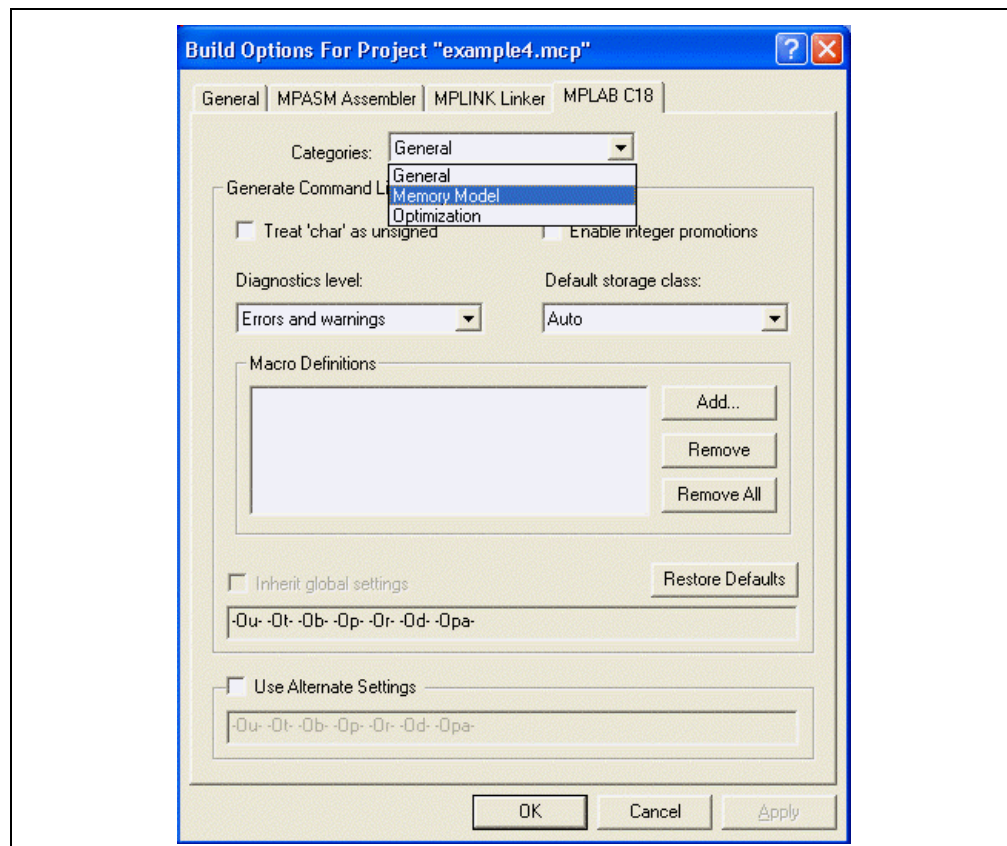 Build Options For Project "example4.mcp"
General MPASM Assembler MPLINK Linker MPLAB C18
Categories: General
General
Generate Command Li
Memory Model
Optimization
Treat 'char' as unsigned Enable integer promotions
Diagnostics level: Default storage class:
Errors and warnings Auto
Macro Definitions
Add...
Remove
Remove All
Inherit global settings Restore Defaults
-Ou- -Ot- -Ob- -Op- -Or- -Od- -Opa-
Use Alternate Settings
-Ou- -Ot- -Ob- -Op- -Or- -Od- -Opa-
OK Cancel Apply